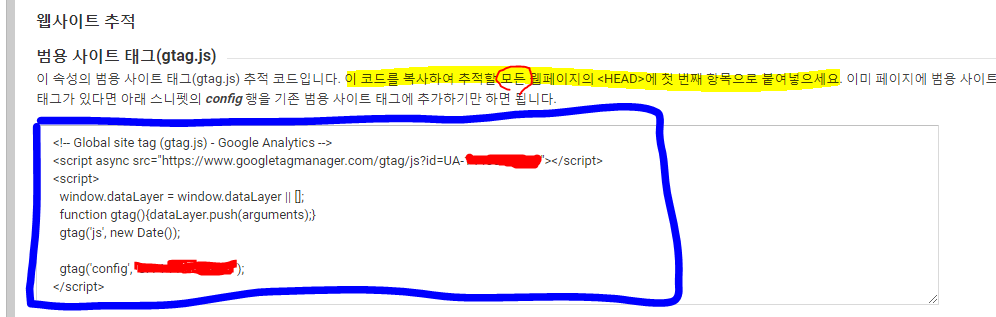 웹사이트 추적
범용 사이트 태그(gtag.js)
이 속성의 범용 사이트 태그(gtag.js) 추적 코드입니다. 이 코드를 복사하여 추적할 모든 웹페이지의 <HEAD>에 첫 번째 항목으로 붙여넣으세요. 이미 페이지에 범용 사이트
태그가 있다면 아래 스니펫의 config 행을 기존 범용 사이트 태그에 추가하기만 하면 됩니다.
<!-- Global site tag (gtag.js) - Google Analytics -->
<script async src="https://www.googletagmanager.com/gtag/js?id=UA-"></script>
<script>
window.dataLayer = window.dataLayer || [];
function gtag(){dataLayer.push(arguments);}
gtag('js', new Date());
gtag('config', );
</script>